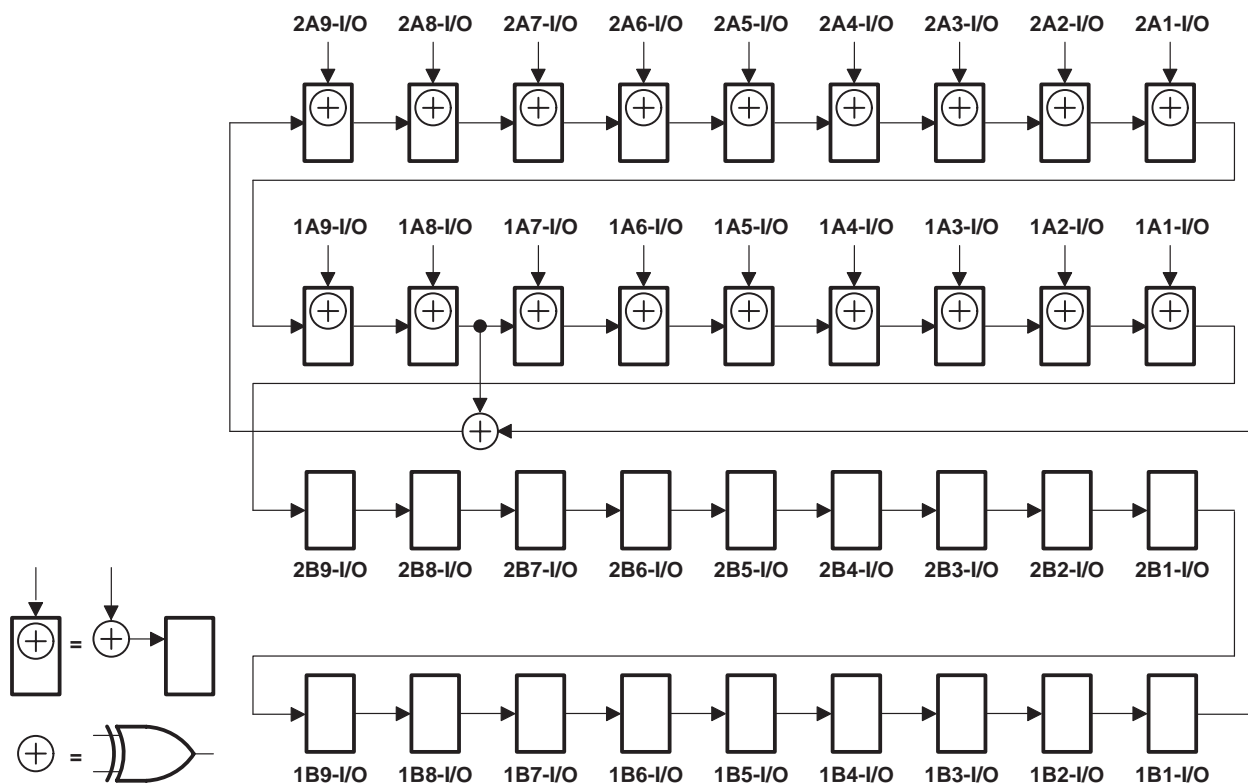 2A9-I/O 2A8-I/O 2A7-I/O 2A6-I/O 2A5-I/O 2A4-I/O 2A3-I/O 2A2-I/O 2A1-I/O
1A9-I/O 1A8-I/O 1A7-I/O 1A6-I/O 1A5-I/O 1A4-I/O 1A3-I/O 1A2-I/O 1A1-I/O
2B9-I/O 2B8-I/O 2B7-I/O 2B6-I/O 2B5-I/O 2B4-I/O 2B3-I/O 2B2-I/O 2B1-I/O
=
=
1B9-I/O 1B8-I/O 1B7-I/O 1B6-I/O 1B5-I/O 1B4-I/O 1B3-I/O 1B2-I/O 1B1-I/O